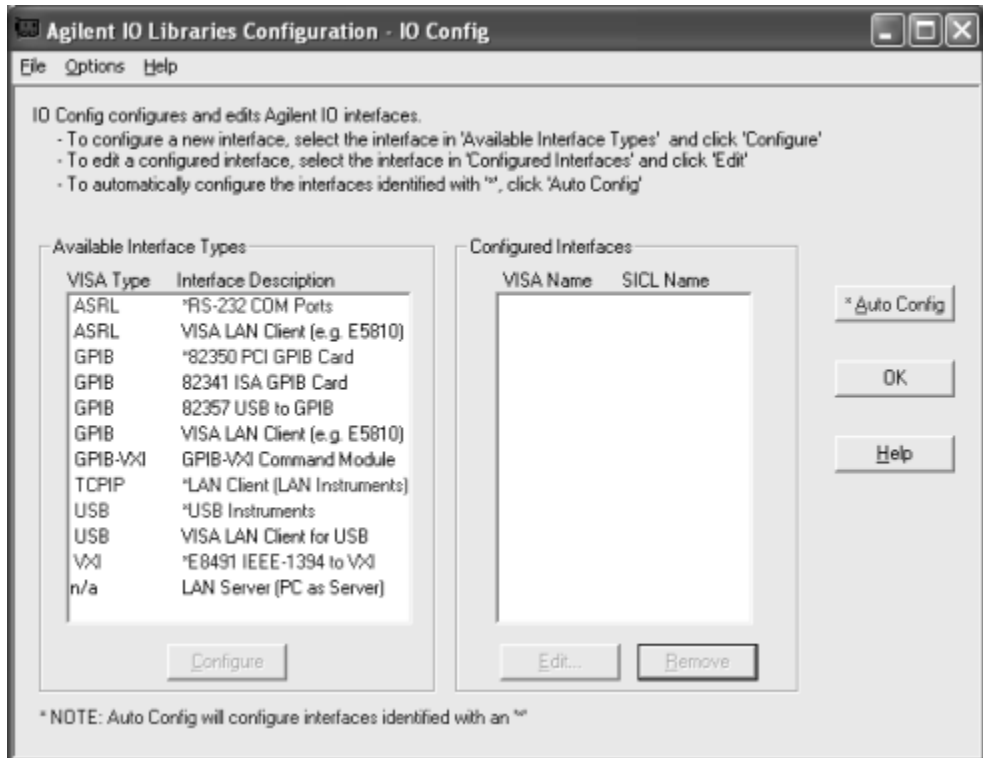 Agilent IO Libraries Configuration - IO Config
File Options Help
IO Config configures and edits Agilent IO interfaces.
- To configure a new interface, select the interface in 'Available Interface Types' and click 'Configure'
- To edit a configured interface, select the interface in 'Configured Interfaces' and click 'Edit'
- To automatically configure the interfaces identified with '*', click 'Auto Config'
Available Interface Types
VISA Type Interface Description
ASRL *RS-232 COM Ports
ASRL VISA LAN Client (e.g. E5810)
GPIB *82350 PCI GPIB Card
GPIB 82341 ISA GPIB Card
GPIB 82357 USB to GPIB
GPIB VISA LAN Client (e.g. E5810)
GPIB-VXI GPIB-VXI Command Module
TCPIP *LAN Client (LAN Instruments)
USB *USB Instruments
USB VISA LAN Client for USB
VXI *E8491 IEEE-1394 to VXI
n/a LAN Server (PC as Server)
Configure
Configured Interfaces
VISA Name SICL Name
Edit... Remove
* Auto Config
OK
Help
* NOTE: Auto Config will configure interfaces identified with an '*'